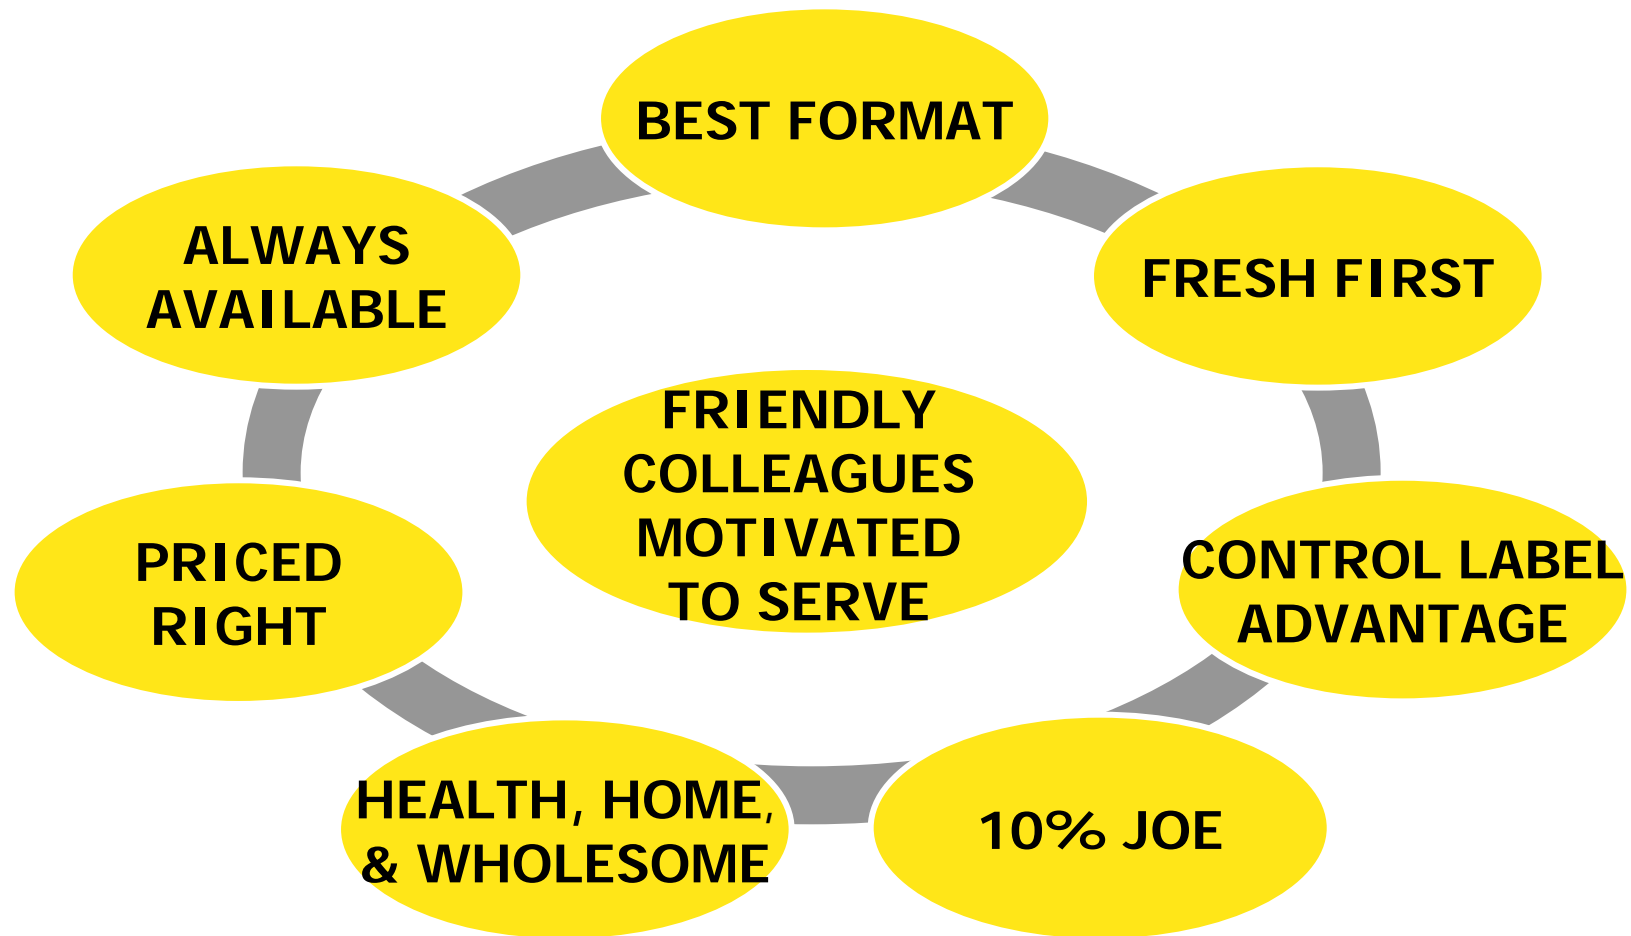 BEST FORMAT
FRESH FIRST
CONTROL LABEL
ADVANTAGE
10% JOE
HEALTH, HOME,
& WHOLESOME
PRICED
RIGHT
ALWAYS
AVAILABLE
FRIENDLY
COLLEAGUES
MOTIVATED
TO SERVE